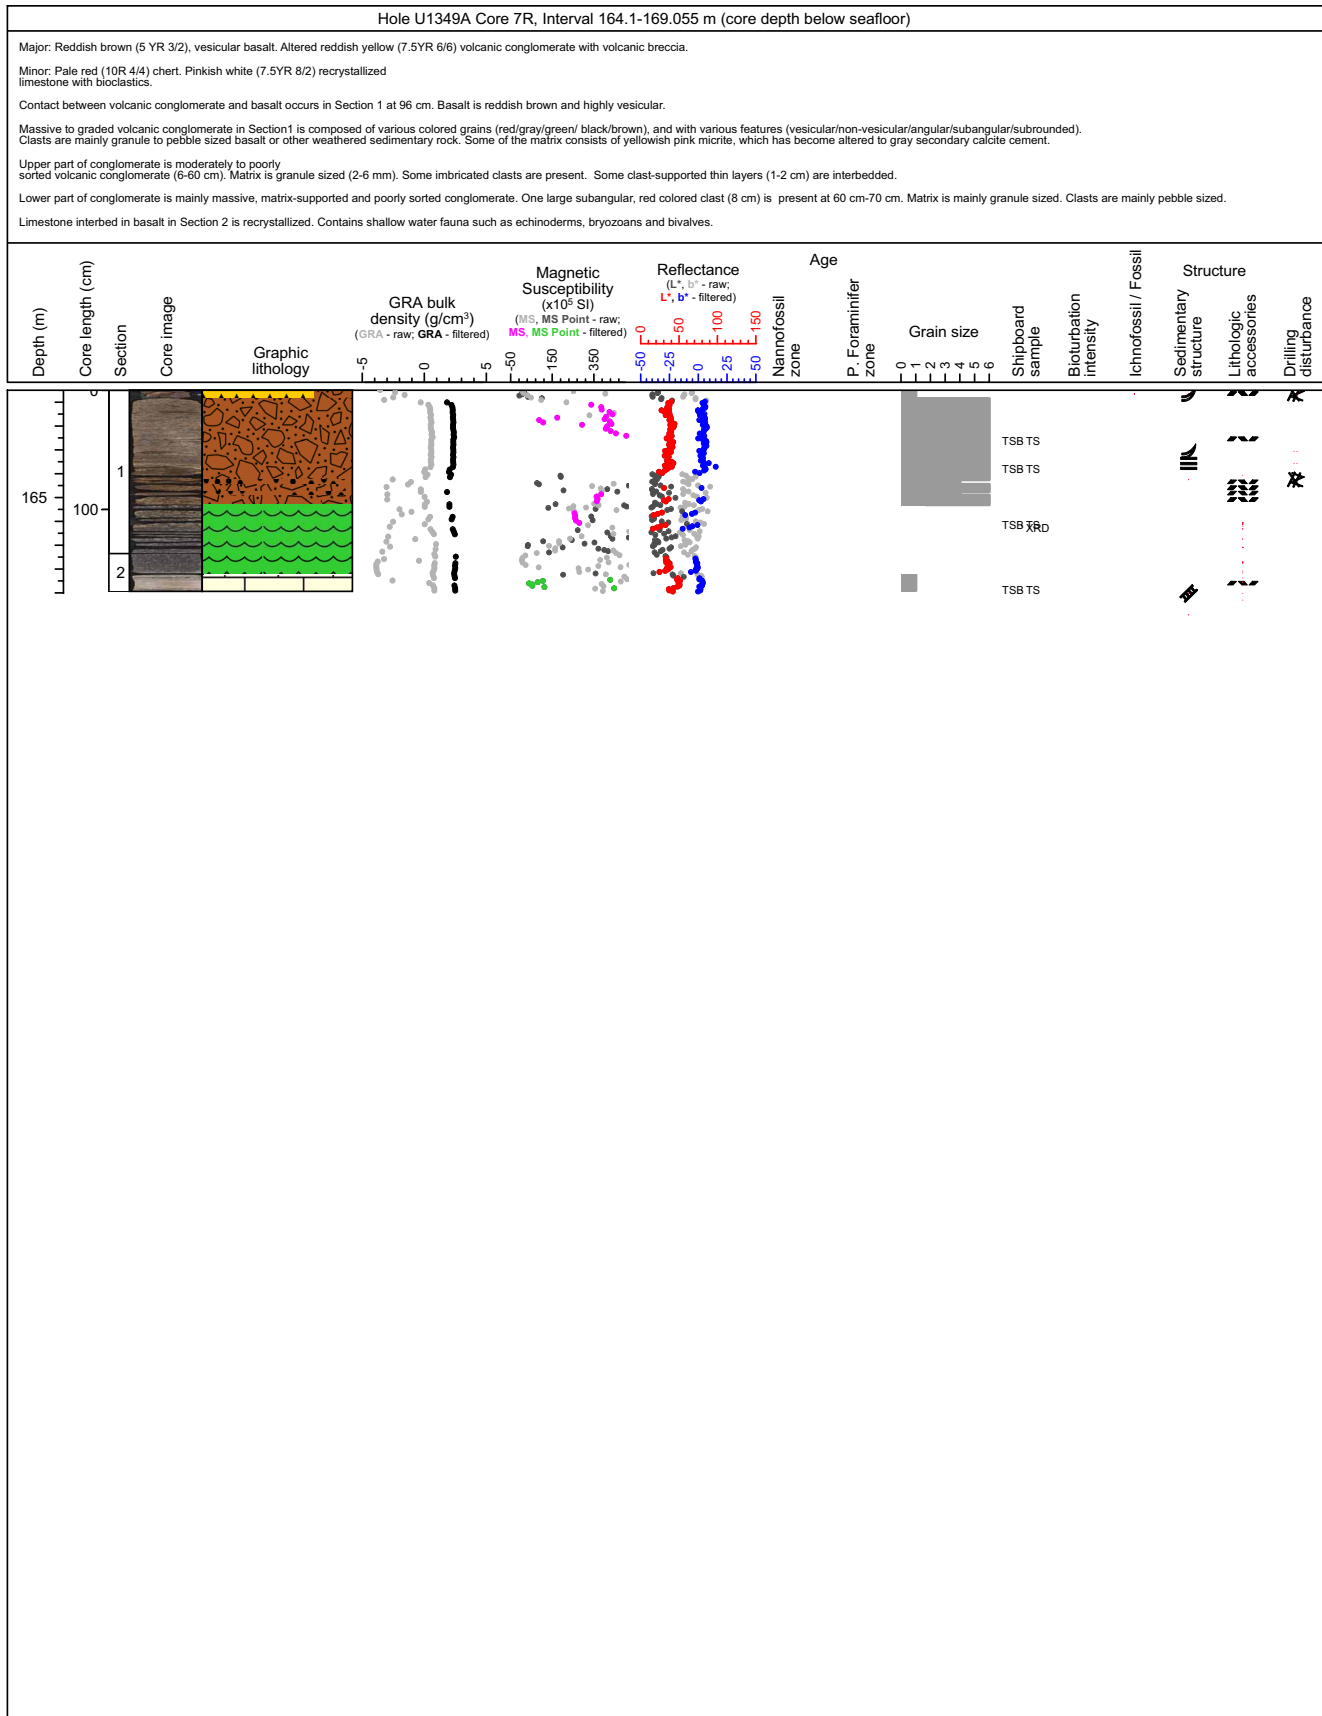 Hole U1349A Core 7R, Interval 164.1-169.055 m (core depth below seafloor)
Major: Reddish brown (5 YR 3/2), vesicular basalt. Altered reddish yellow (7.5YR 6/6) volcanic conglomerate with volcanic breccia.
Minor: Pale red (10R 4/4) chert. Pinkish white (7.5YR 8/2) recrystallized
limestone with bioclastics.
Contact between volcanic conglomerate and basalt occurs in Section 1 at 96 cm. Basalt is reddish brown and highly vesicular.
Massive to graded volcanic conglomerate in Section1 is composed of various colored grains (red/gray/green/ black/brown), and with various features (vesicular/non-vesicular/angular/subangular/subrounded).
Clasts are mainly granule to pebble sized basalt or other weathered sedimentary rock. Some of the matrix consists of yellowish pink micrite, which has become altered to gray secondary calcite cement.
Upper part of conglomerate is moderately to poorly
sorted volcanic conglomerate (6-60 cm). Matrix is granule sized (2-6 mm). Some imbricated clasts are present. Some clast-supported thin layers (1-2 cm) are interbedded.
Lower part of conglomerate is mainly massive, matrix-supported and poorly sorted conglomerate. One large subangular, red colored clast (8 cm) is present at 60 cm-70 cm. Matrix is mainly granule sized. Clasts are mainly pebble sized.
Limestone interbed in basalt in Section 2 is recrystallized. Contains shallow water fauna such as echinoderms, bryozoans and bivalves.
Depth (m)
Core length (cm)
Section
Core image
Graphic
lithology
GRA bulk
density (g/cm³)
(GRA - raw; GRA - filtered)
-5 0 5
Magnetic
Susceptibility
(x10⁵ SI)
(MS, MS Point - raw;
MS, MS Point - filtered)
-50 150 350
Reflectance
(L*, b* - raw;
L*, b* - filtered)
0 50 100 150
-50 -25 0 25 50
Age
Nannofossil
zone
P. Foraminifer
zone
Grain size
0 1 2 3 4 5 6
Shipboard
sample
Bioturbation
intensity
Ichnofossil / Fossil
Structure
Sedimentary
structure
Lithologic
accessories
Drilling
disturbance
0
TSB TS
1
TSB TS
165
100
TSB TS
XRD
2
TSB TS